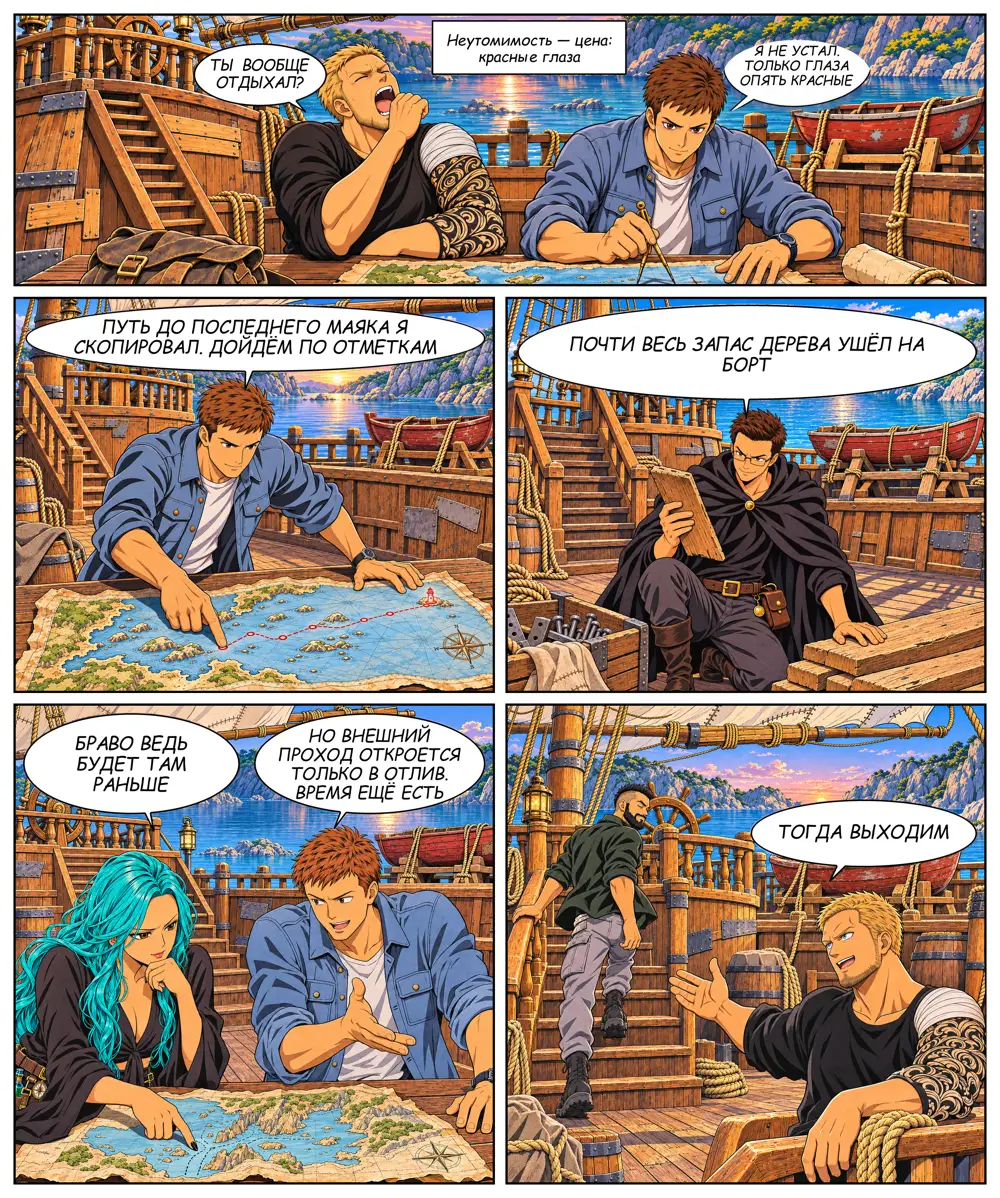 ТЫ ВООБЩЕ
ОТДЫХАЛ?
Неутомимость — цена:
красные глаза
Я НЕ УСТАЛ.
ТОЛЬКО ГЛАЗА
ОПЯТЬ КРАСНЫЕ
ПУТЬ ДО ПОСЛЕДНЕГО МАЯКА Я
СКОПИРОВАЛ. ДОЙДЁМ ПО ОТМЕТКАМ
ПОЧТИ ВЕСЬ ЗАПАС ДЕРЕВА УШЁЛ НА
БОРТ
БРАВО ВЕДЬ
БУДЕТ ТАМ
РАНЬШЕ
НО ВНЕШНИЙ
ПРОХОД ОТКРОЕТСЯ
ТОЛЬКО В ОТЛИВ.
ВРЕМЯ ЕЩЁ ЕСТЬ
ТОГДА ВЫХОДИМ